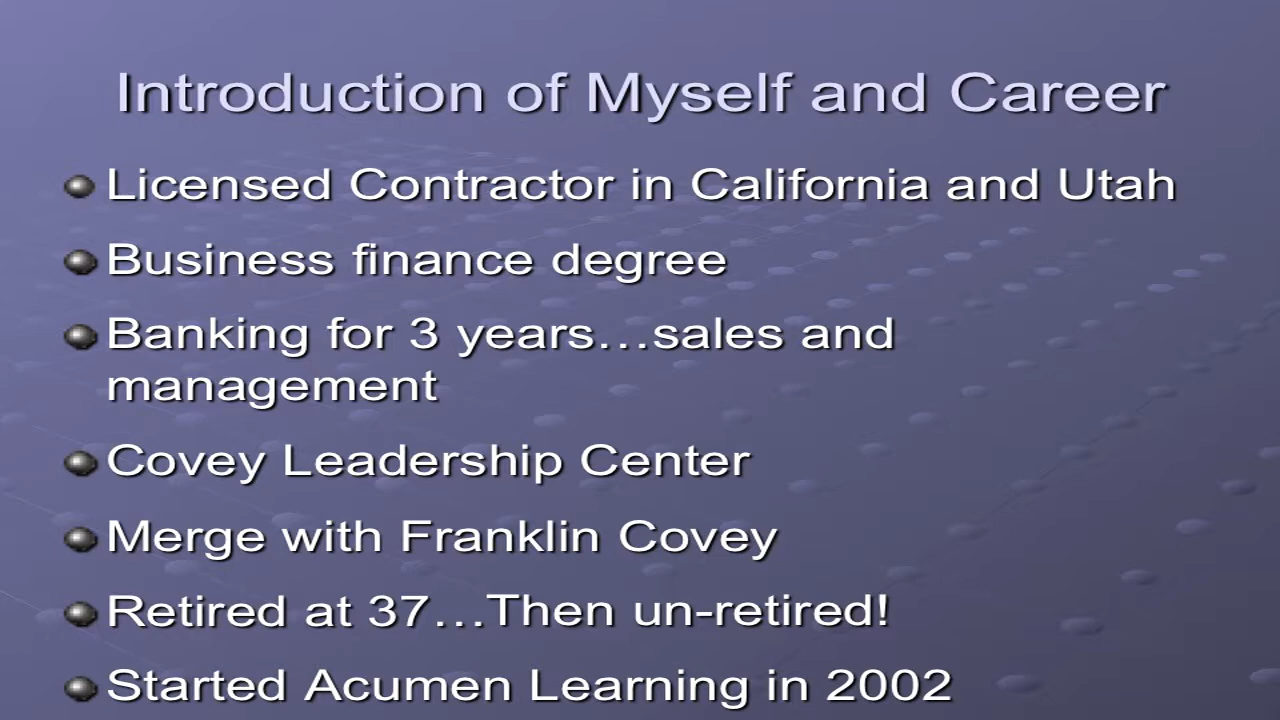 Introduction of Myself and Career
Licensed Contractor in California and Utah
Business finance degree
Banking for 3 years…sales and
management
Covey Leadership Center
Merge with Franklin Covey
Retired at 37…Then un-retired!
Started Acumen Learning in 2002